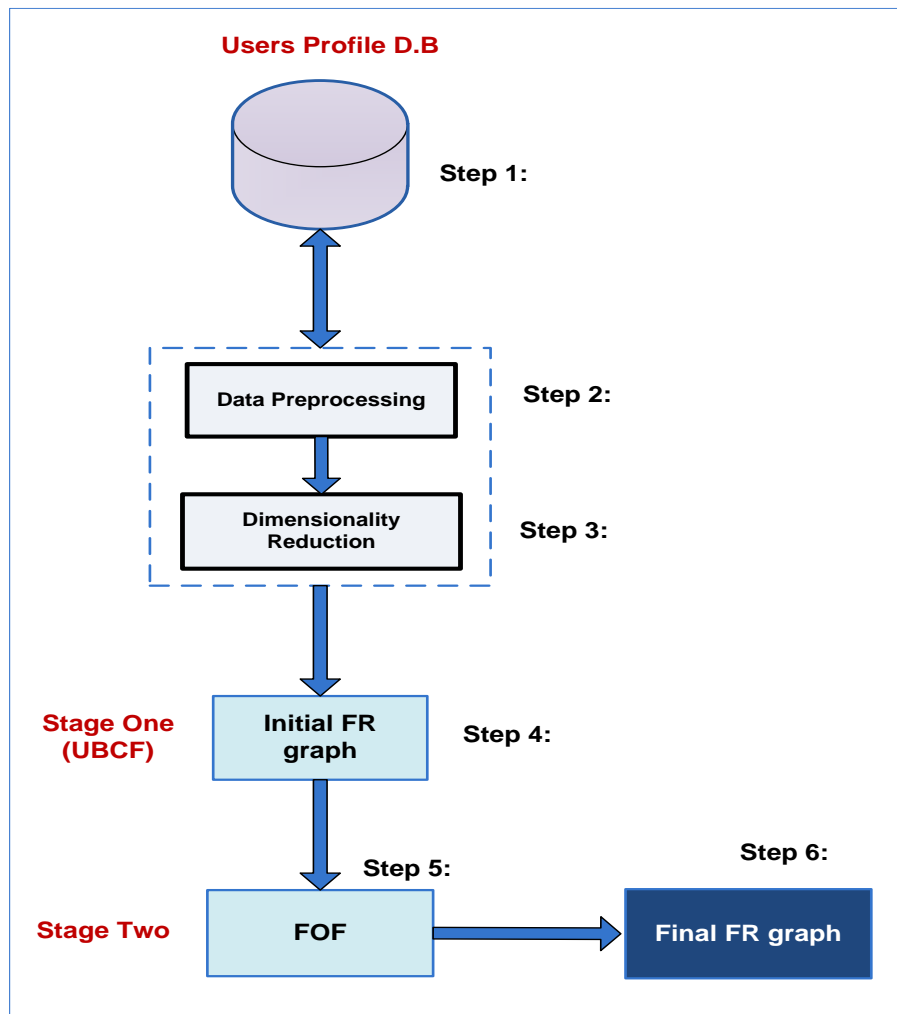 Users Profile D.B
Step 1:
Data Preprocessing
Step 2:
Dimensionality
Reduction
Step 3:
Stage One
(UBCF)
Initial FR
graph
Step 4:
Step 5:
Step 6:
Stage Two
FOF
Final FR graph